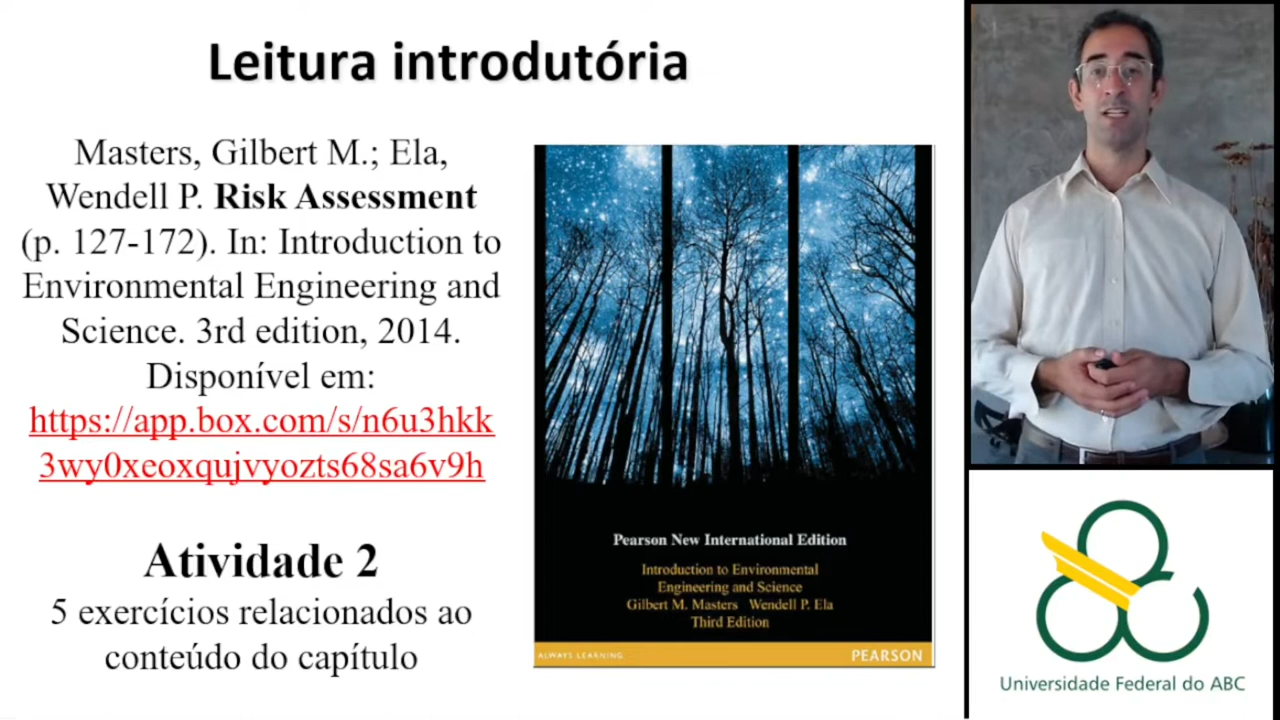 Leitura introdutória
Masters, Gilbert M.; Ela,
Wendell P. Risk Assessment
(p. 127-172). In: Introduction to
Environmental Engineering and
Science. 3rd edition, 2014.
Disponível em:
https://app.box.com/s/n6u3hkk
3wy0xeoxqujvyozts68sa6v9h
Atividade 2
5 exercícios relacionados ao
conteúdo do capítulo
Pearson New International Edition
Introduction to Environmental
Engineering and Science
Gilbert M. Masters Wendell P. Ela
Third Edition
ALWAYS LEARNING
PEARSON
Universidade Federal do ABC